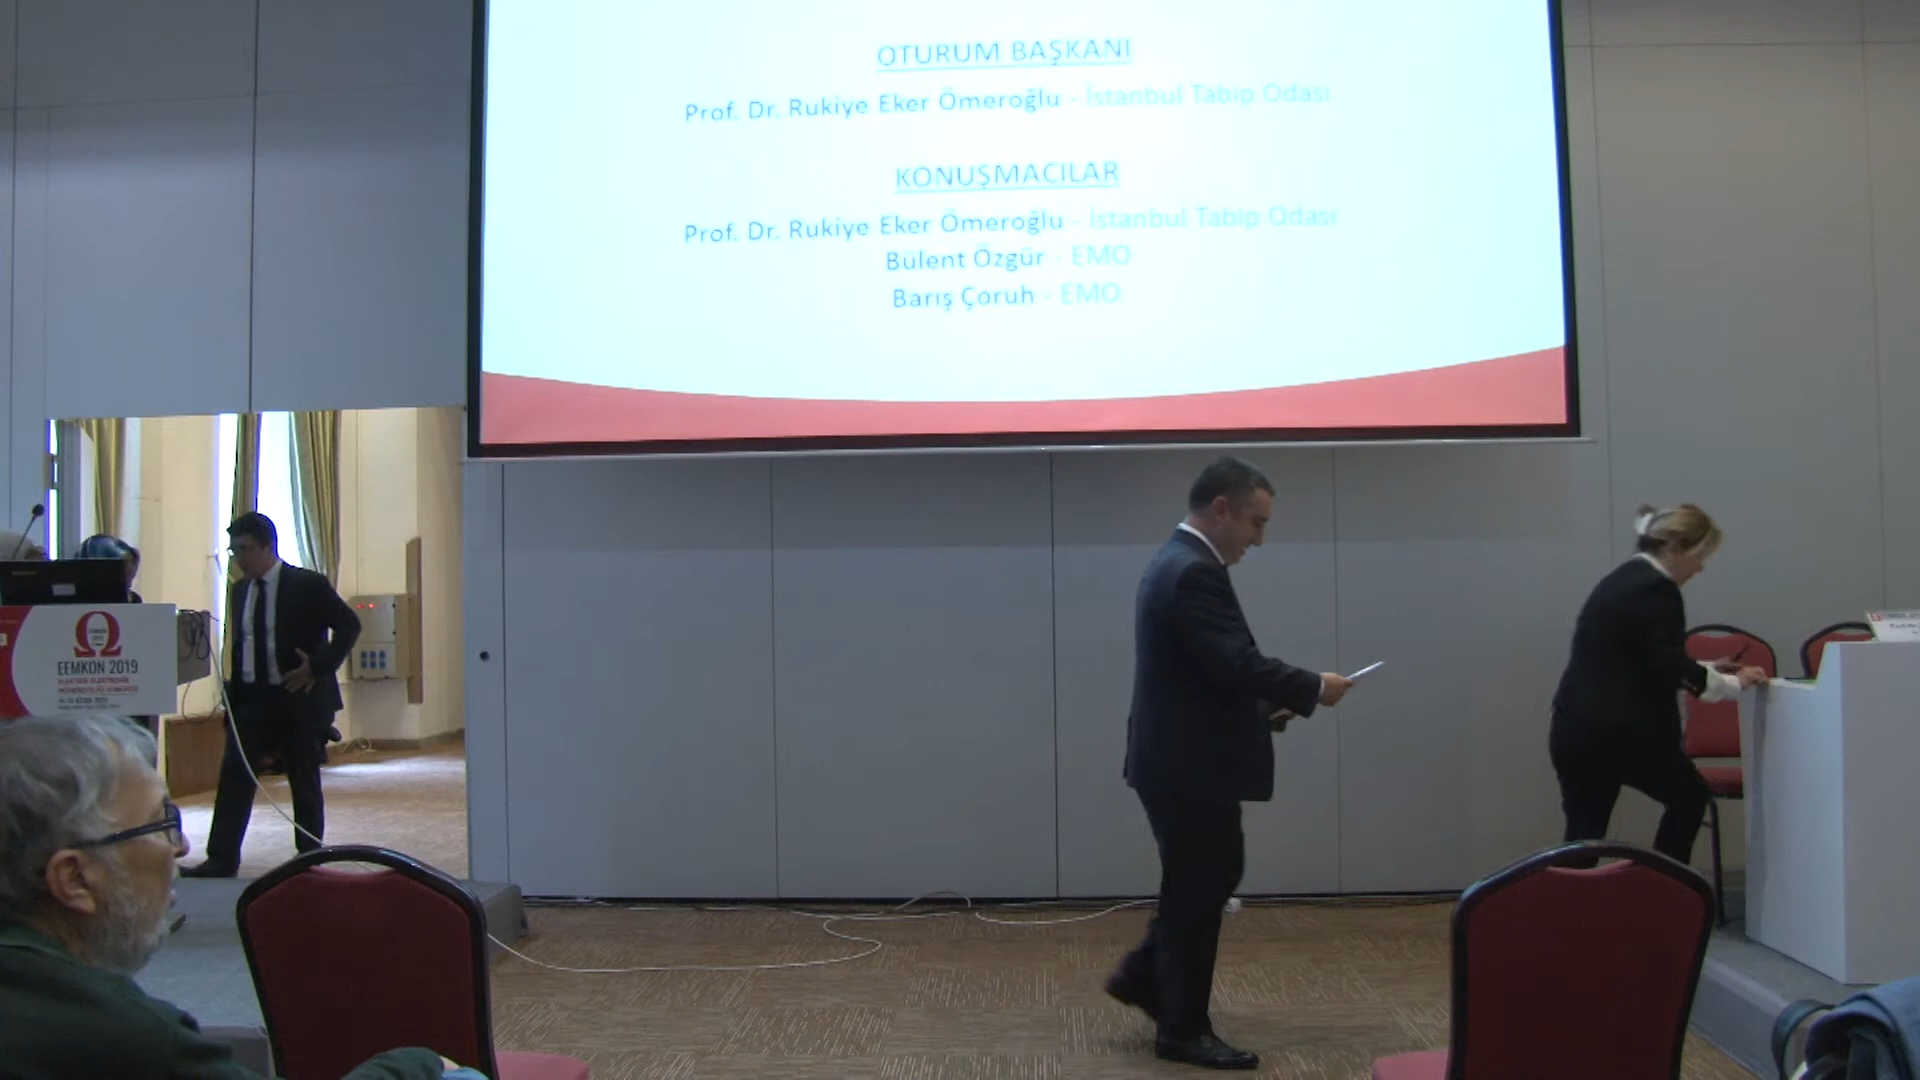 OTURUM BAŞKANI
Prof. Dr. Rukiye Eker Ömeroğlu - İstanbul Tabip Odası
KONUŞMACILAR
Prof. Dr. Rukiye Eker Ömeroğlu - İstanbul Tabip Odası
Bülent Özgür - EMO
Barış Çoruh - EMO
EEMKON 2019